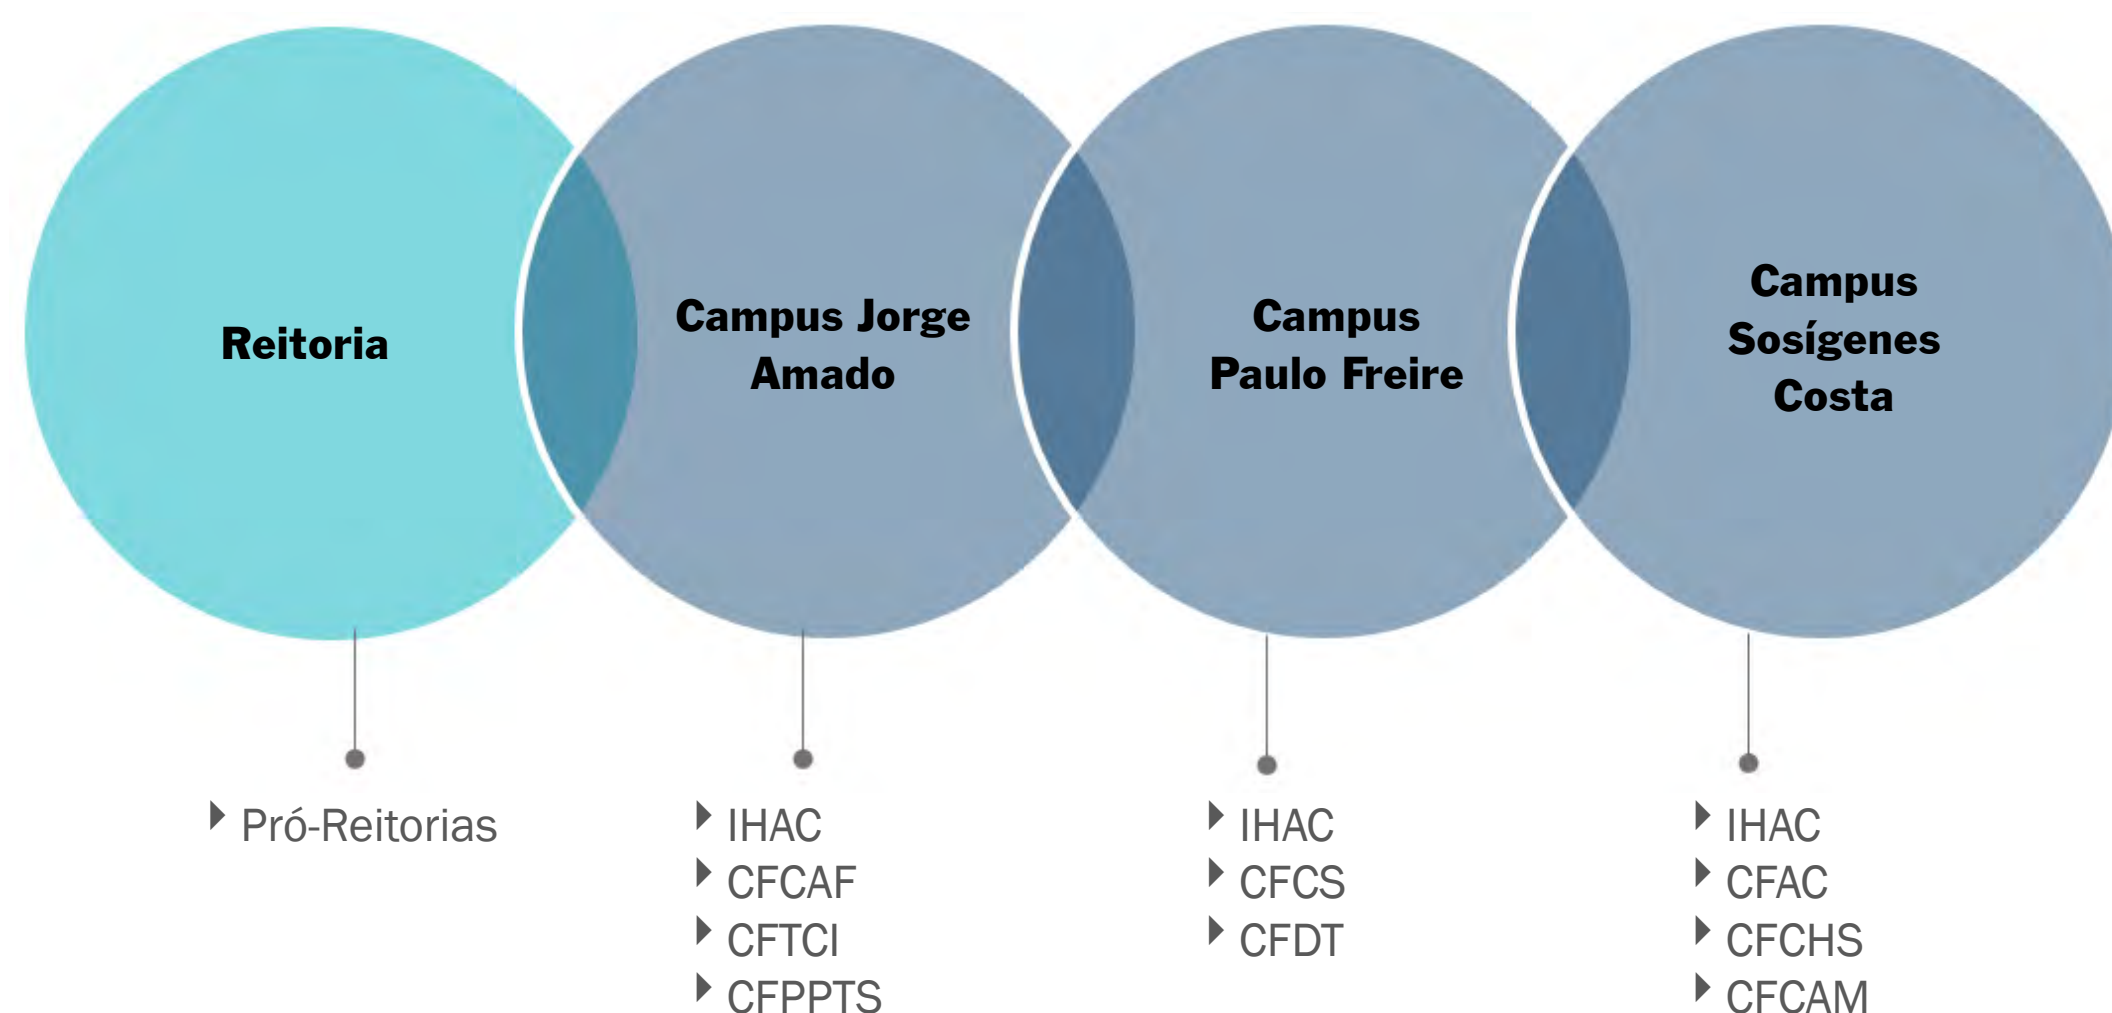 Reitoria
Campus Jorge
Amado
Campus
Paulo Freire
Campus
Sosígenes
Costa
Pró-Reitorias
IHAC
CFCAF
CFTCI
CFPPTS
IHAC
CFCS
CFDT
IHAC
CFAC
CFCHS
CFCAM